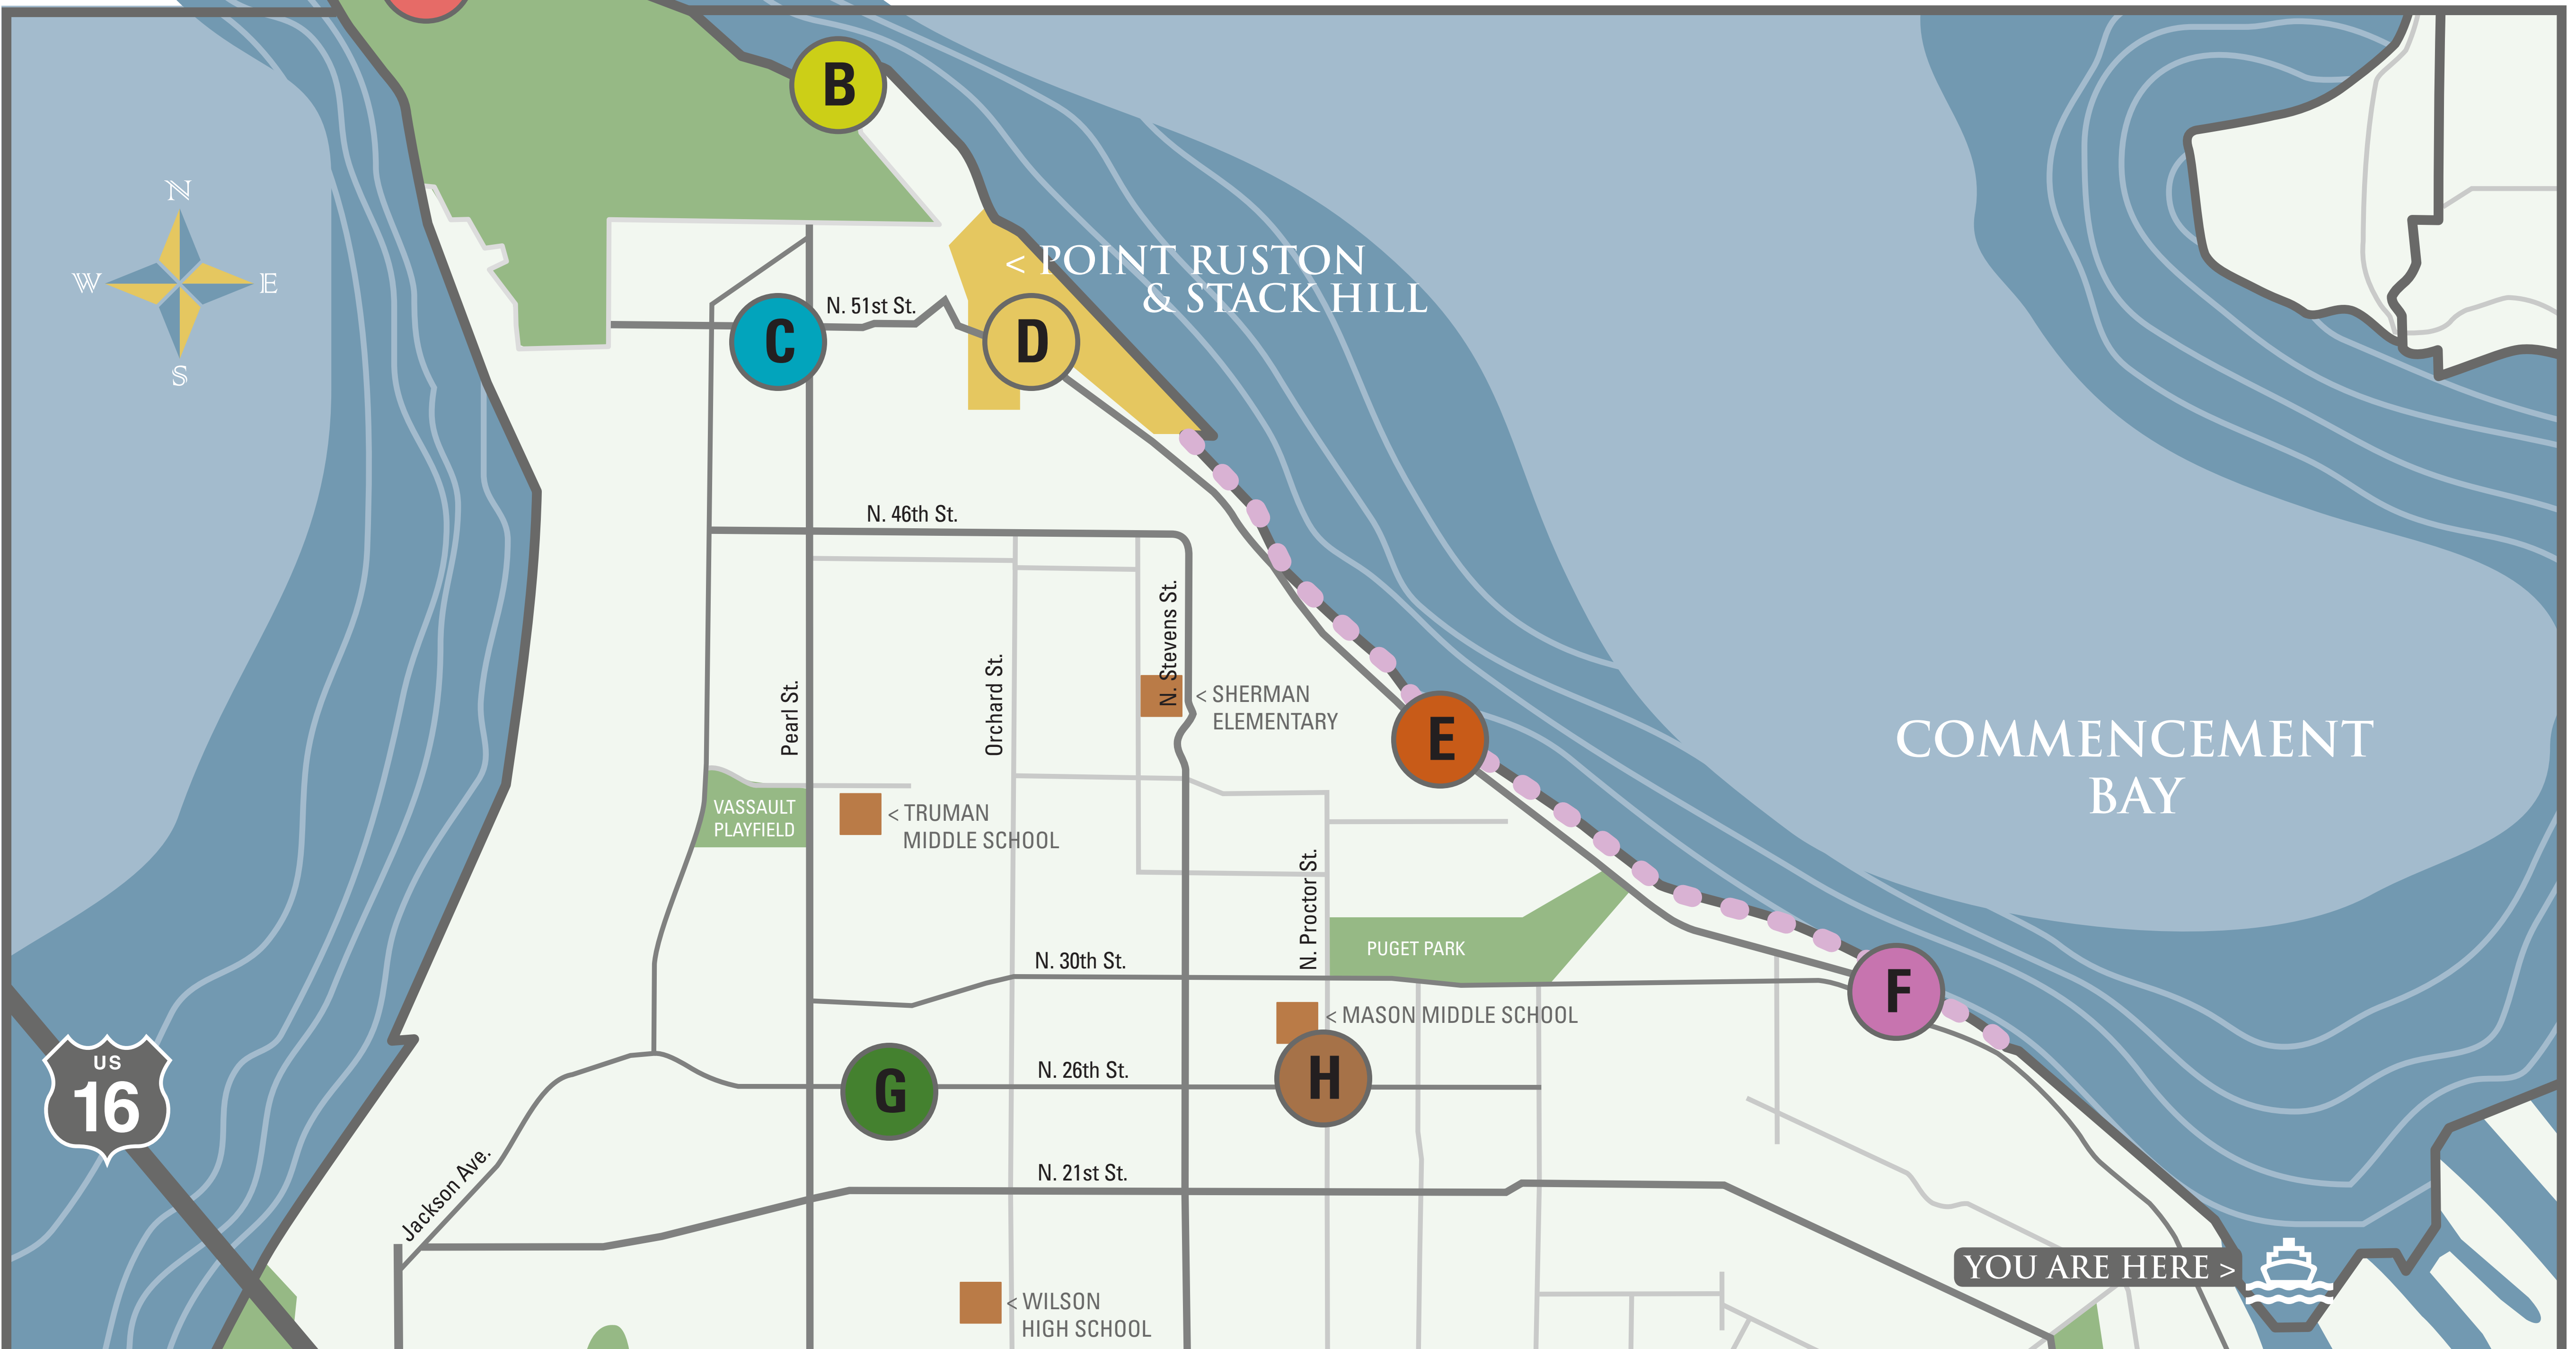 B
N
W E
S
< POINT RUSTON
& STACK HILL
N. 51st St.
C
D
N. 46th St.
N. Stevens St.
Orchard St.
Pearl St.
< SHERMAN
ELEMENTARY
E
COMMENCEMENT
BAY
VASSAULT
PLAYFIELD
< TRUMAN
MIDDLE SCHOOL
N. Proctor St.
PUGET PARK
N. 30th St.
F
< MASON MIDDLE SCHOOL
US
16
G
N. 26th St.
H
Jackson Ave.
N. 21st St.
YOU ARE HERE >
< WILSON
HIGH SCHOOL